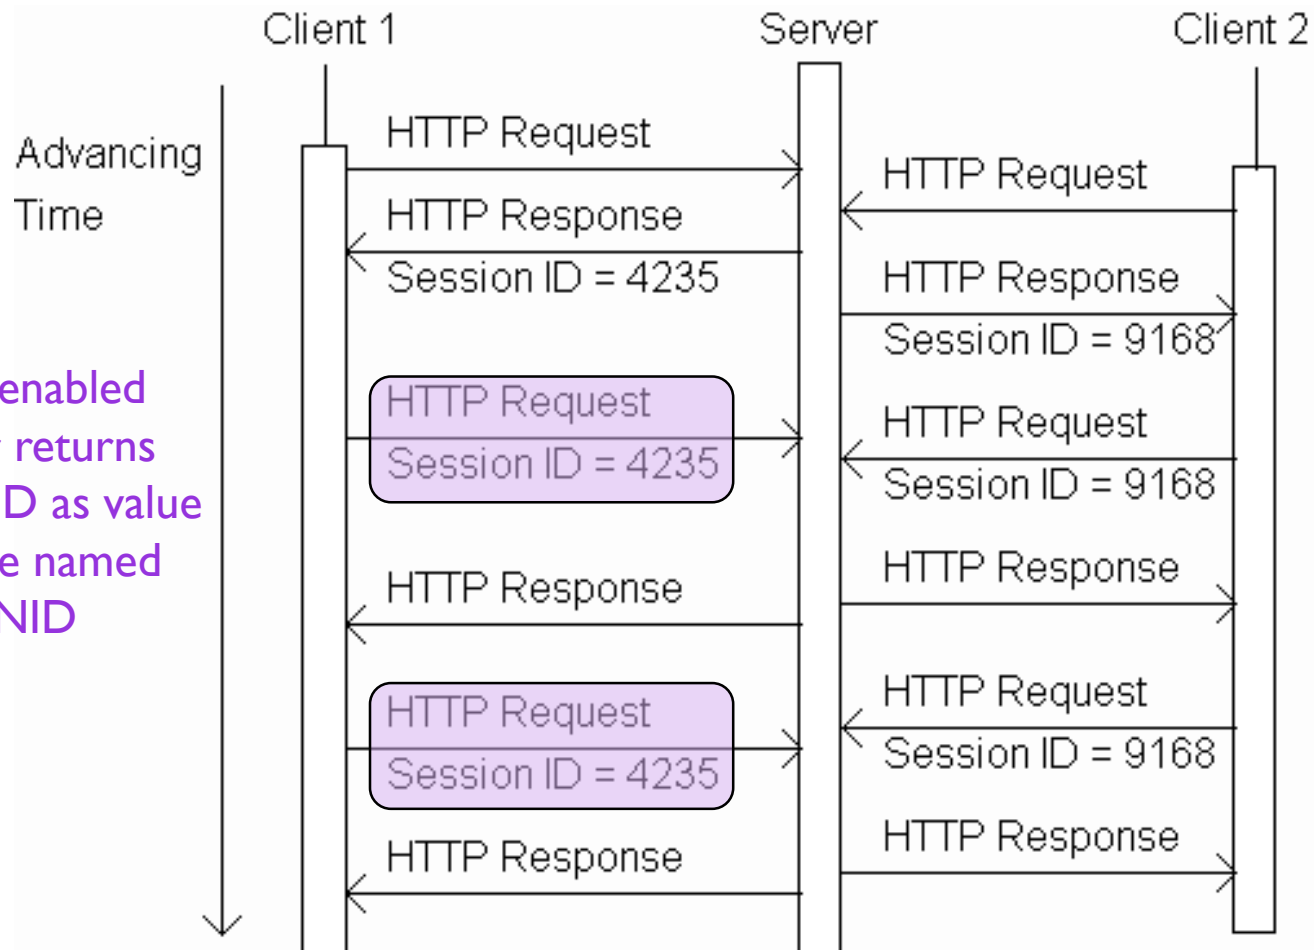 Client 1
Server
Client 2
Advancing
Time
HTTP Request
HTTP Request
HTTP Response
Session ID = 4235
HTTP Response
Session ID = 9168
enabled
returns
D as value
e named
NID
HTTP Request
Session ID = 4235
HTTP Request
Session ID = 9168
HTTP Response
HTTP Response
HTTP Request
Session ID = 4235
HTTP Request
Session ID = 9168
HTTP Response
HTTP Response